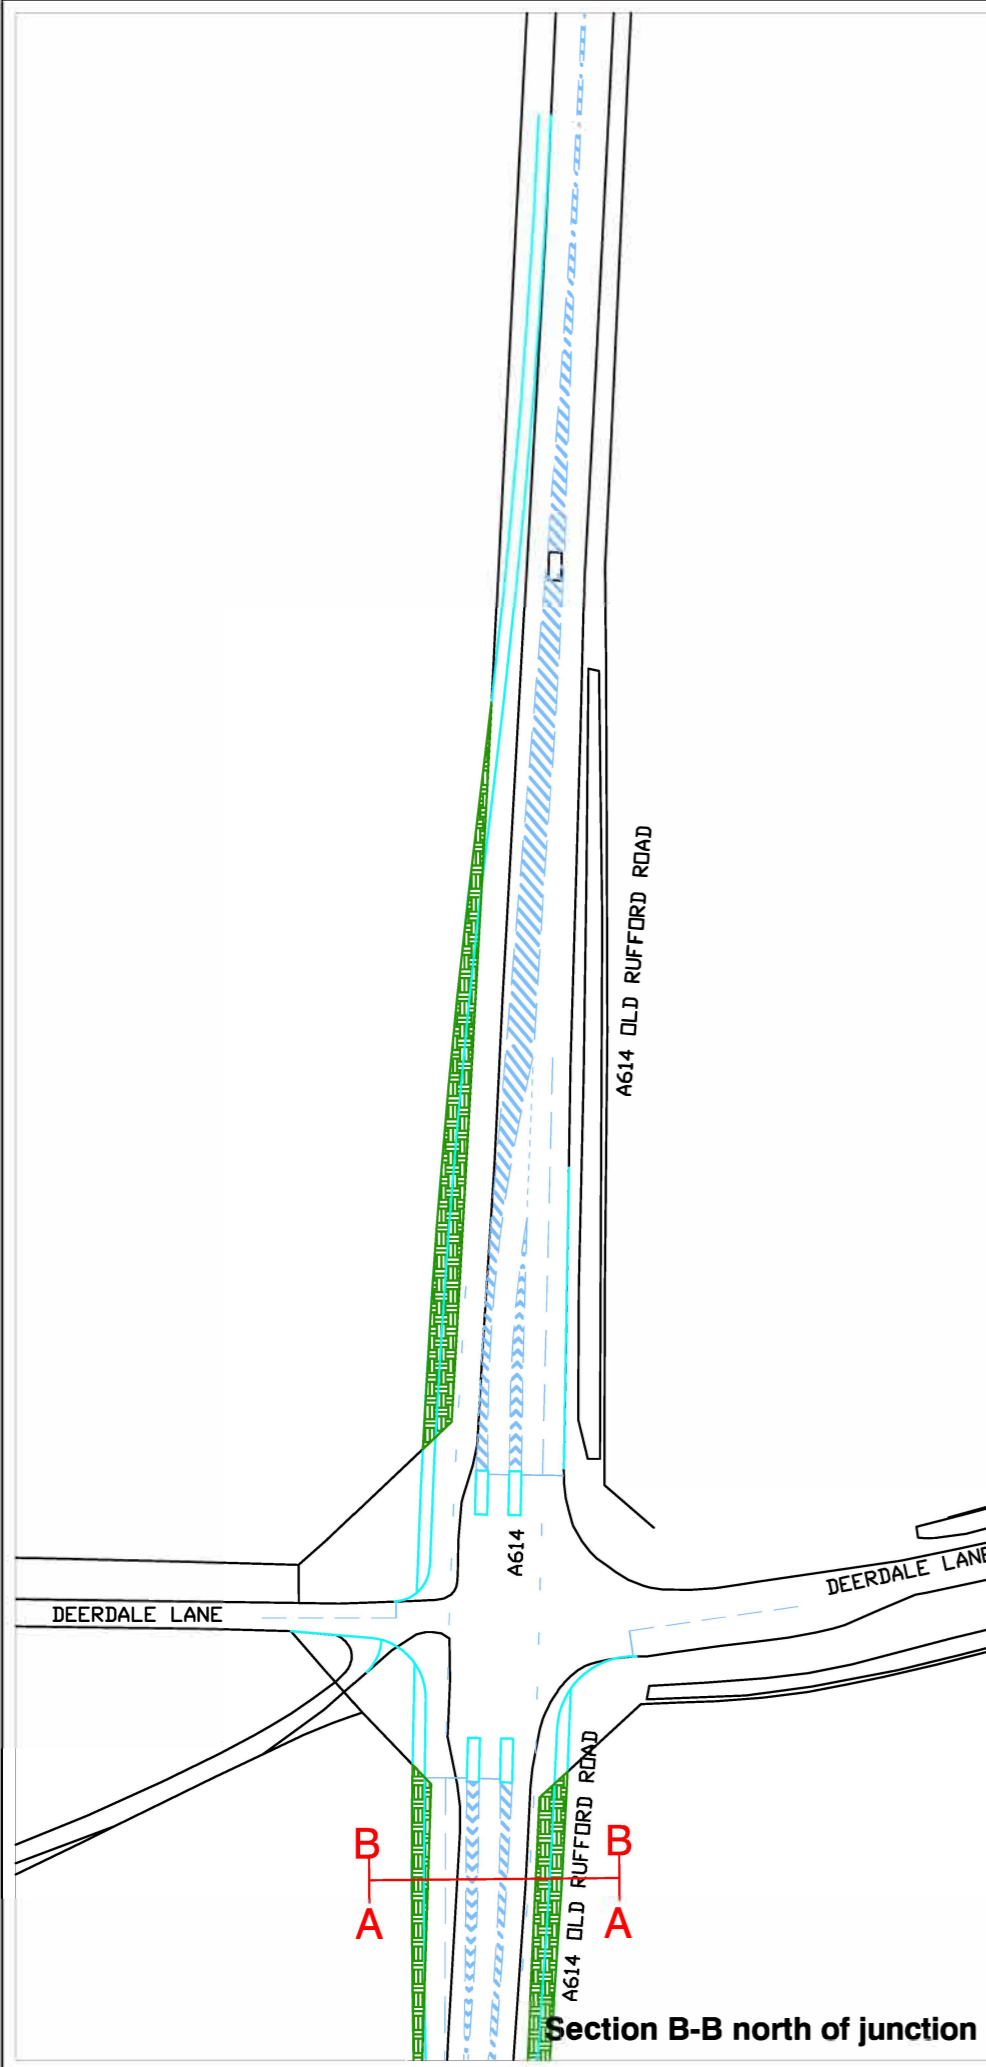 A614 OLD RUFFORD ROAD
A614
DEERDALE LANE
DEERDALE LANE
A614 OLD RUFFORD ROAD
B B
A A
Section B-B north of junction